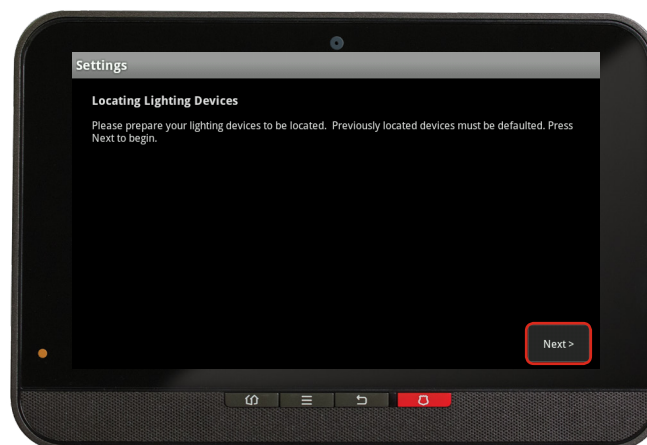 Settings
Locating Lighting Devices
Please prepare your lighting devices to be located.  Previously located devices must be defaulted. Press
Next to begin.
Next >